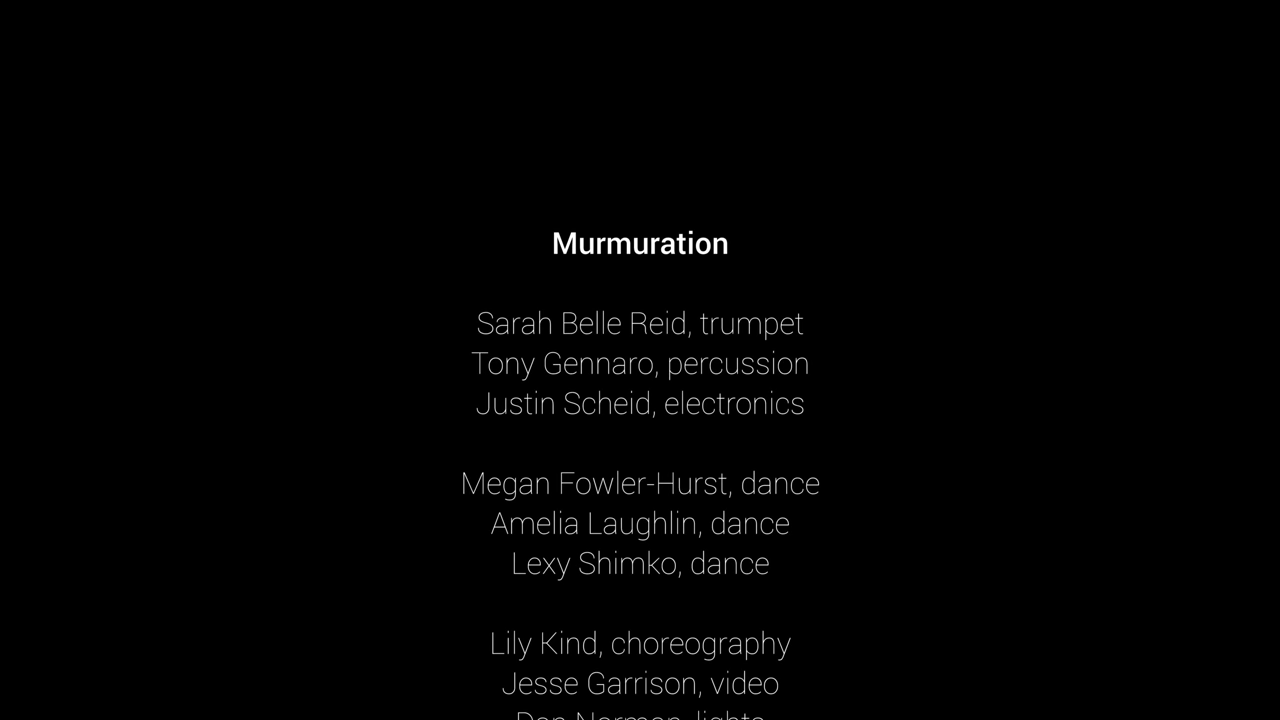 Murmuration
Sarah Belle Reid, trumpet
Tony Gennaro, percussion
Justin Scheid, electronics
Megan Fowler-Hurst, dance
Amelia Laughlin, dance
Lexy Shimko, dance
Lily Kind, choreography
Jesse Garrison, video